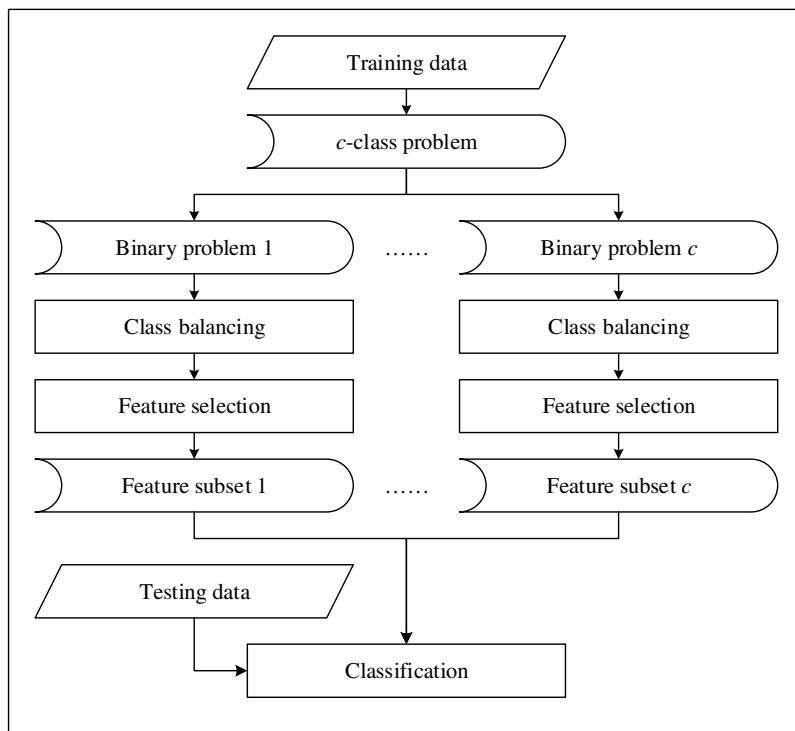 Training data
c-class problem
Binary problem 1
……
Binary problem c
Class balancing
Class balancing
Feature selection
Feature selection
Feature subset 1
……
Feature subset c
Testing data
Classification